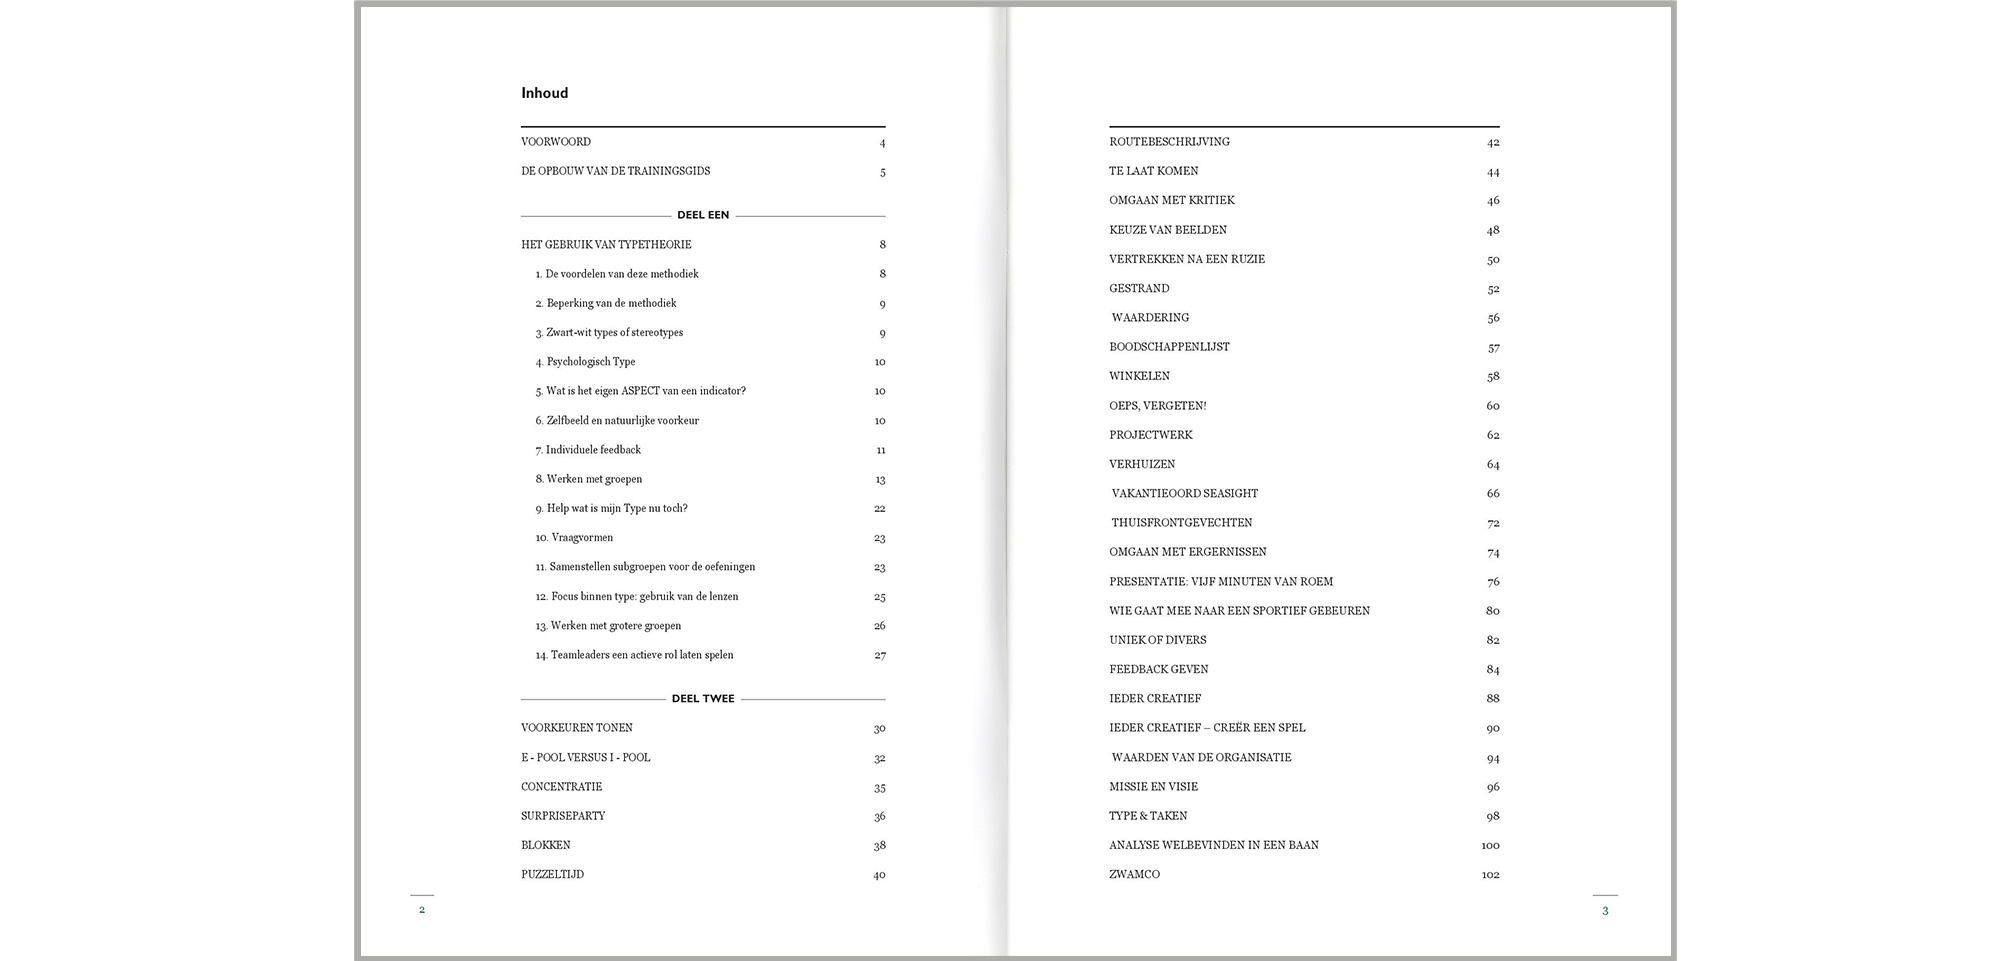 Inhoud
VOORWOORD 4
DE OPBOUW VAN DE TRAININGSGIDS 5
DEEL EEN
HET GEBRUIK VAN TYPETHEORIE 8
1. De voordelen van deze methodiek 8
2. Beperking van de methodiek 9
3. Zwart-wit types of stereotypes 9
4. Psychologisch Type 10
5. Wat is het eigen ASPECT van een indicator? 10
6. Zelfbeeld en natuurlijke voorkeur 10
7. Individuele feedback 11
8. Werken met groepen 13
9. Help wat is mijn Type nu toch? 22
10. Vraagvormen 23
11. Samenstellen subgroepen voor de oefeningen 23
12. Focus binnen type: gebruik van de lenzen 25
13. Werken met grotere groepen 26
14. Teamleaders een actieve rol laten spelen 27
DEEL TWEE
VOORKEUREN TONEN 30
E - POOL VERSUS I - POOL 32
CONCENTRATIE 35
SURPRISEPARTY 36
BLOKKEN 38
PUZZELTIJD 40
2
ROUTEBESCHRIJVING 42
TE LAAT KOMEN 44
OMGAAN MET KRITIEK 46
KEUZE VAN BEELDEN 48
VERTREKKEN NA EEN RUZIE 50
GESTRAND 52
WAARDERING 56
BOODSCHAPPENLIJST 57
WINKELEN 58
OEPS, VERGETEN! 60
PROJECTWERK 62
VERHUIZEN 64
VAKANTIEOORD SEASIGHT 66
THUISFRONTGEVECHTEN 72
OMGAAN MET ERGERNISSEN 74
PRESENTATIE: VIJF MINUTEN VAN ROEM 76
WIE GAAT MEE NAAR EEN SPORTIEF GEBEUREN 80
UNIEK OF DIVERS 82
FEEDBACK GEVEN 84
IEDER CREATIEF 88
IEDER CREATIEF – CREËR EEN SPEL 90
WAARDEN VAN DE ORGANISATIE 94
MISSIE EN VISIE 96
TYPE & TAKEN 98
ANALYSE WELBEVINDEN IN EEN BAAN 100
ZWAMCO 102
3